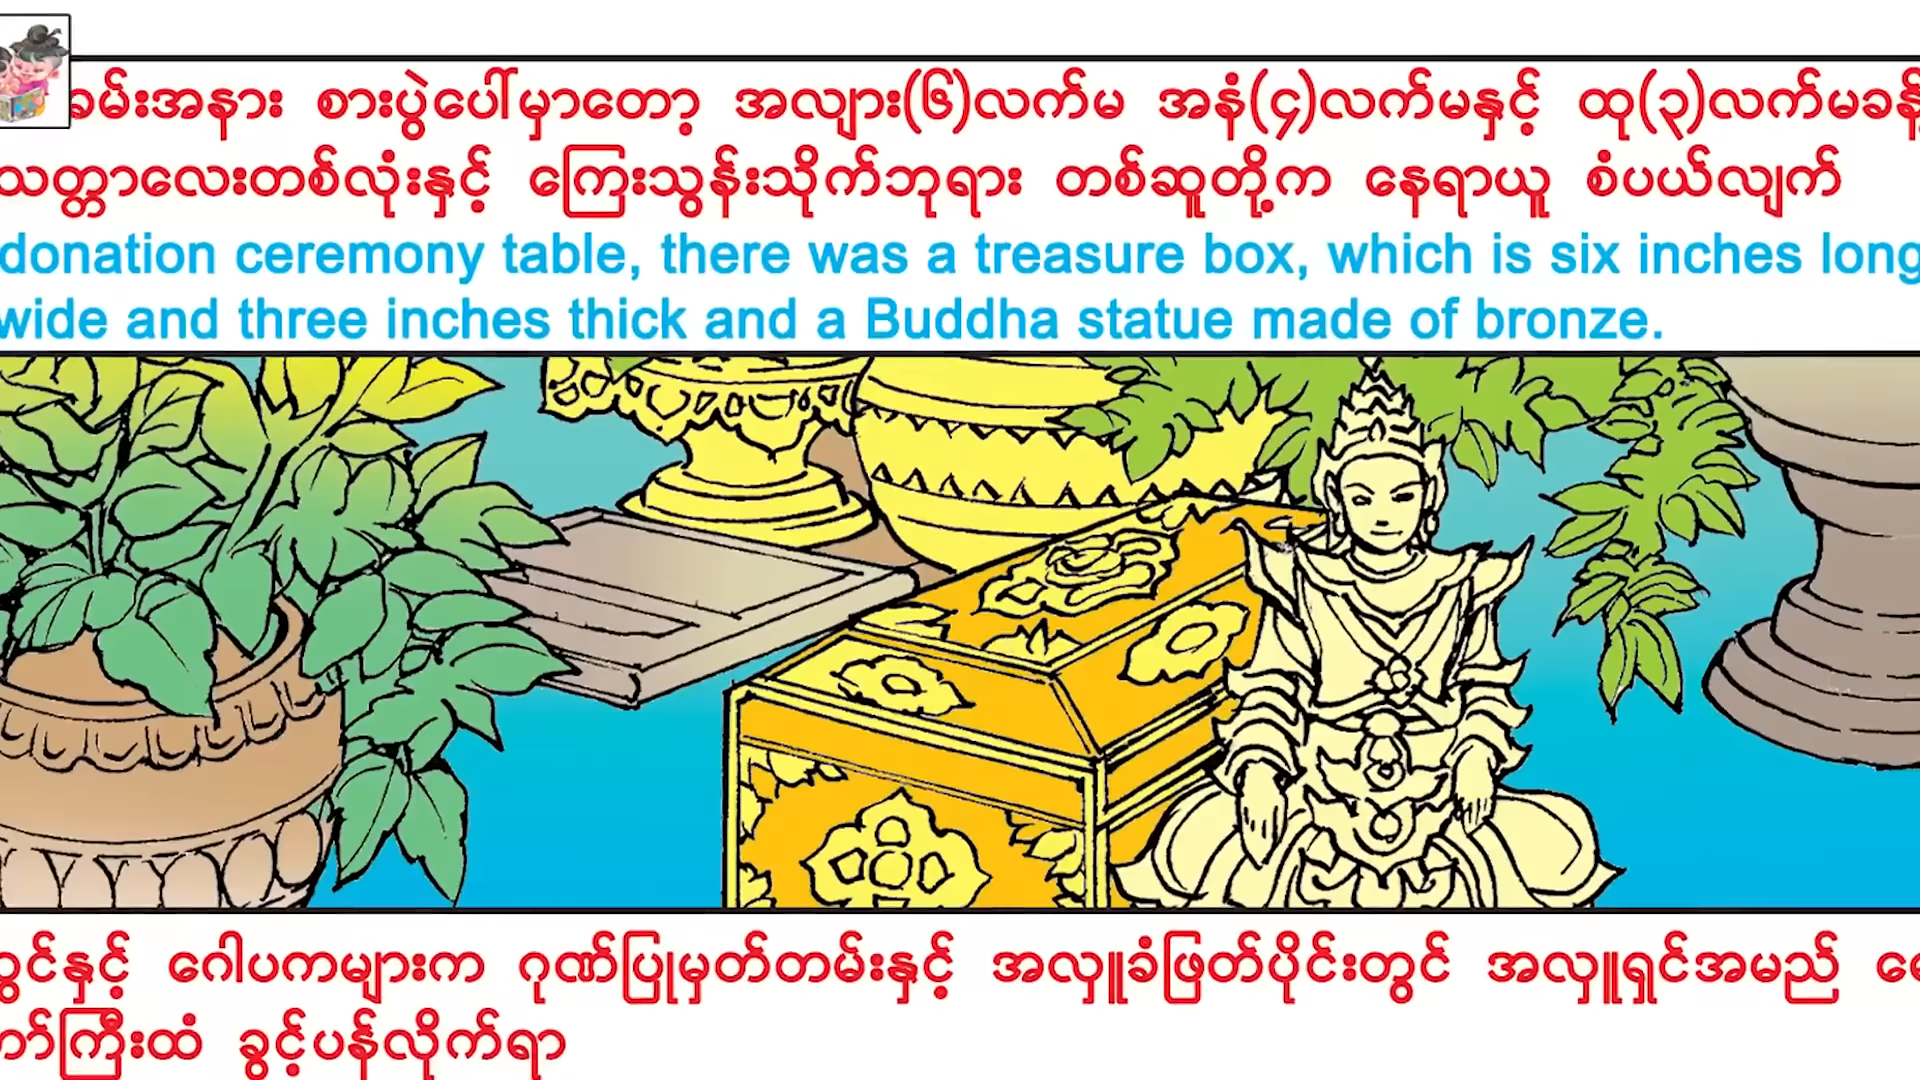 အခမ်းအနား စားပွဲပေါ်မှာတော့ အလျား(၆)လက်မ အနံ(၄)လက်မနှင့် ထု(၃)လက်မခန့်
သတ္တာလေးတစ်လုံးနှင့် ကြေးသွန်းသိုက်ဘုရား တစ်ဆူတို့က နေရာယူ စံပယ်လျက်
donation ceremony table, there was a treasure box, which is six inches long
wide and three inches thick and a Buddha statue made of bronze.
ဂေါပကများက ဂုဏ်ပြုမှတ်တမ်းနှင့် အလှူခံဖြတ်ပိုင်းတွင် အလှူရှင်အမည်
ခွင့်ပန်လိုက်ရာ